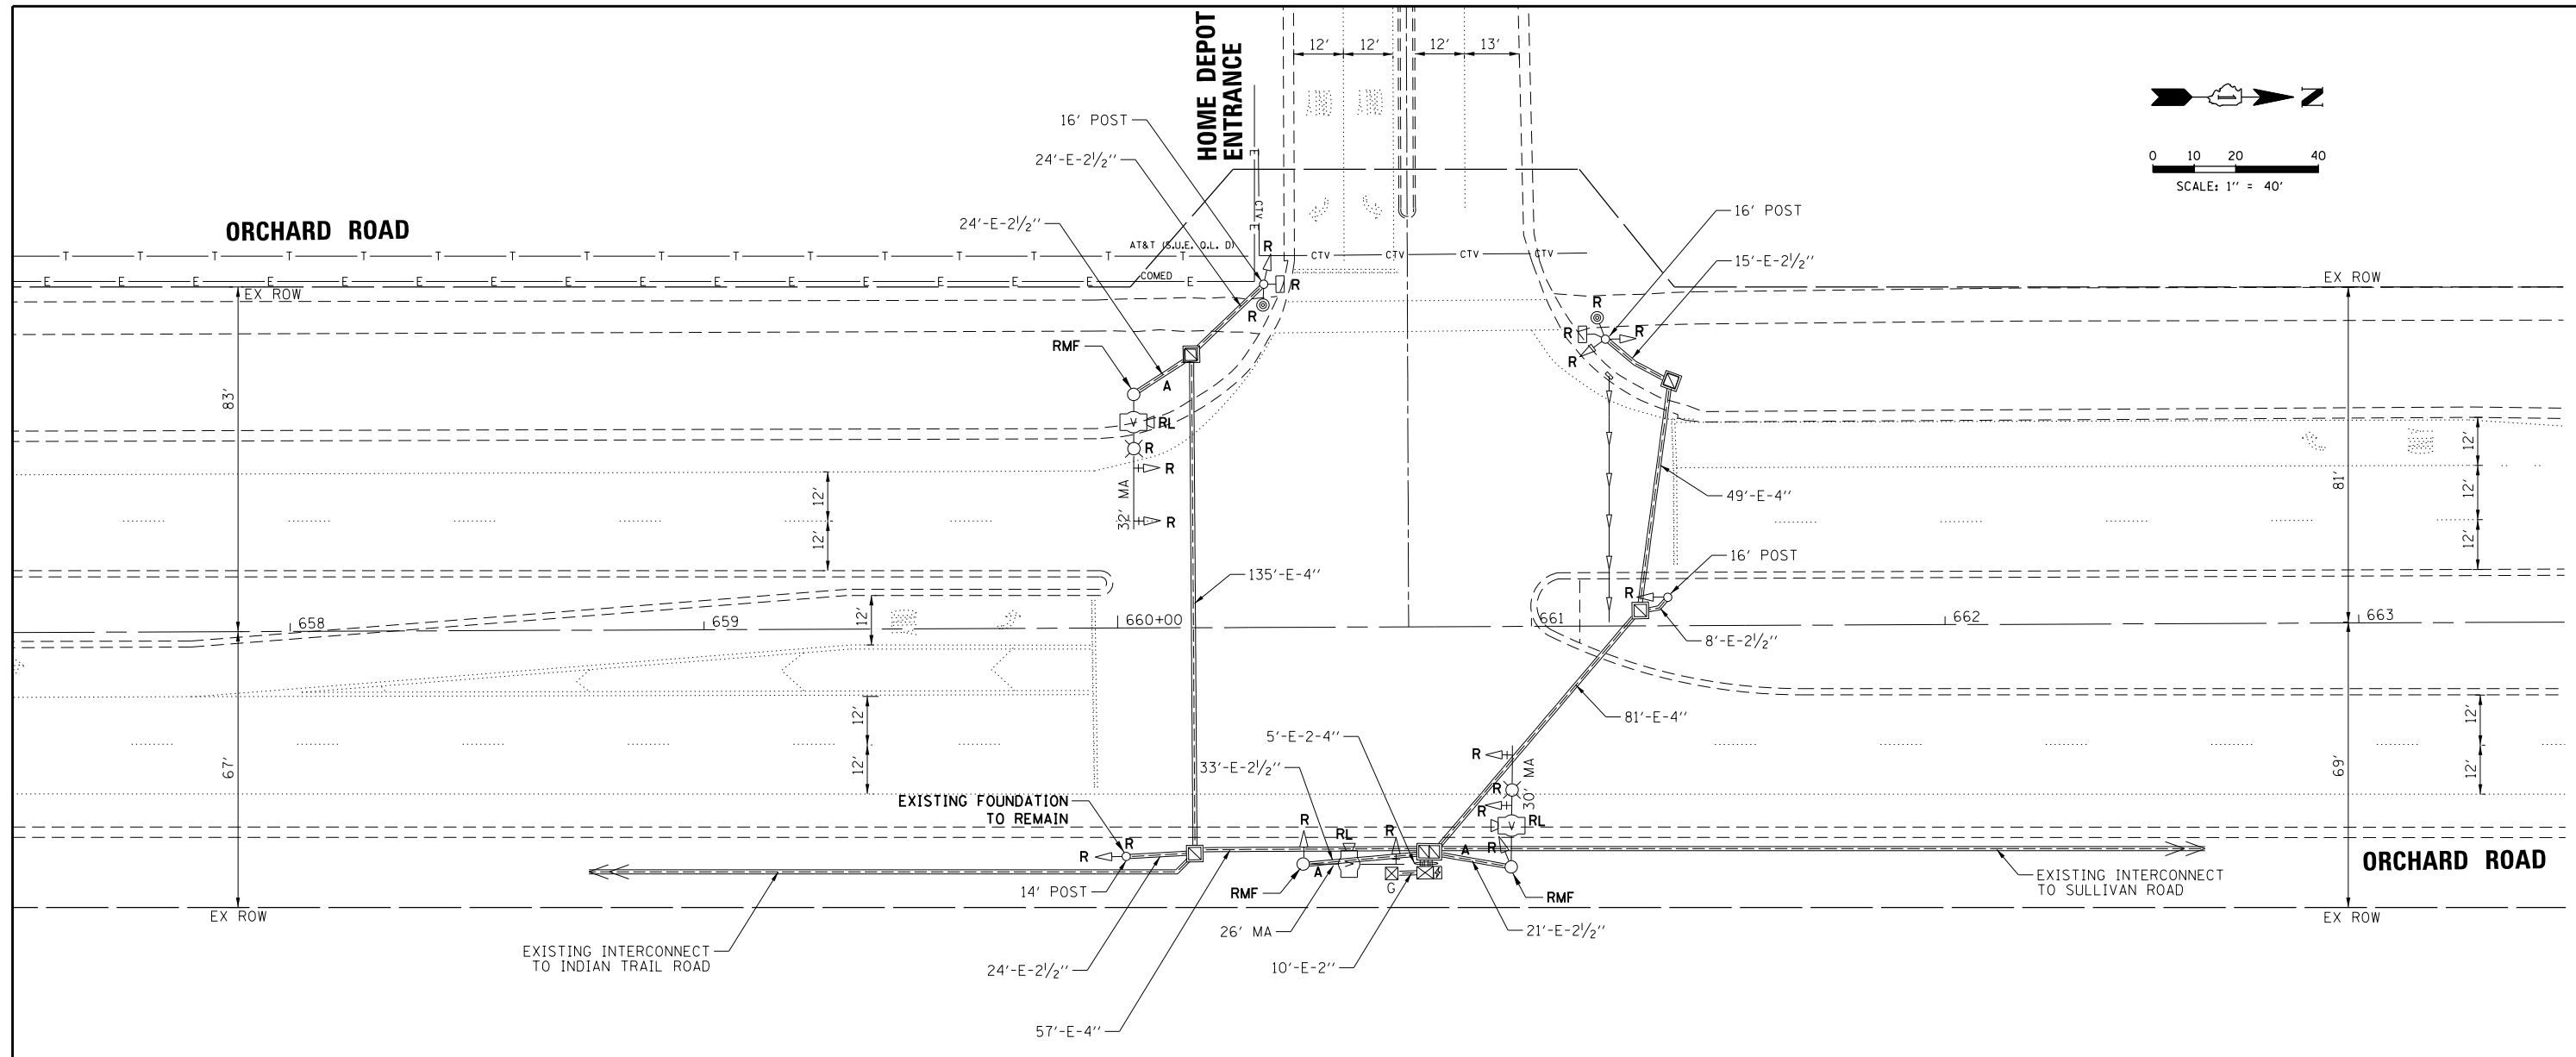 HOME DEPOT
ENTRANCE
12' 12' 12' 13'
N
0 10 20 40
SCALE: 1'' = 40'
16' POST
24'-E-2½''
24'-E-2½''
16' POST
15'-E-2½''
ORCHARD ROAD
T T T T T T T T T T T T T T T T
AT&T (S.U.E. Q.L. D)
E
CTV
E
R
CTV CTV CTV CTV
E E E E E E E E E E E E E E E E
COMED
EX ROW
EX ROW
R
R
R
R
R
R
RMF
A
83'
V
RL
R
R
32' MA
R
12'
12'
49'-E-4''
81'
12'
12'
12'
16' POST
135'-E-4''
R
12'
658 659 660+00 661 662 663
8'-E-2½''
67'
12'
12'
81'-E-4''
5'-E-2-4''
33'-E-2½''
R
R
30' MA
R
69'
12'
12'
EXISTING FOUNDATION
TO REMAIN
R
R
R
RL
R
V
RL
R
A
V
A
14' POST
RMF
G
RMF
ORCHARD ROAD
EXISTING INTERCONNECT
TO SULLIVAN ROAD
EX ROW
EX ROW
26' MA
21'-E-2½''
EXISTING INTERCONNECT
TO INDIAN TRAIL ROAD
24'-E-2½''
10'-E-2''
57'-E-4''